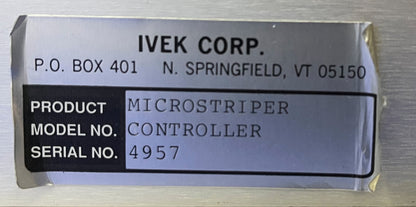 IVEK CORP.
P.O. BOX 401 N. SPRINGFIELD, VT 05150
PRODUCT MICROSTRIPER
MODEL NO. CONTROLLER
SERIAL NO. 4957